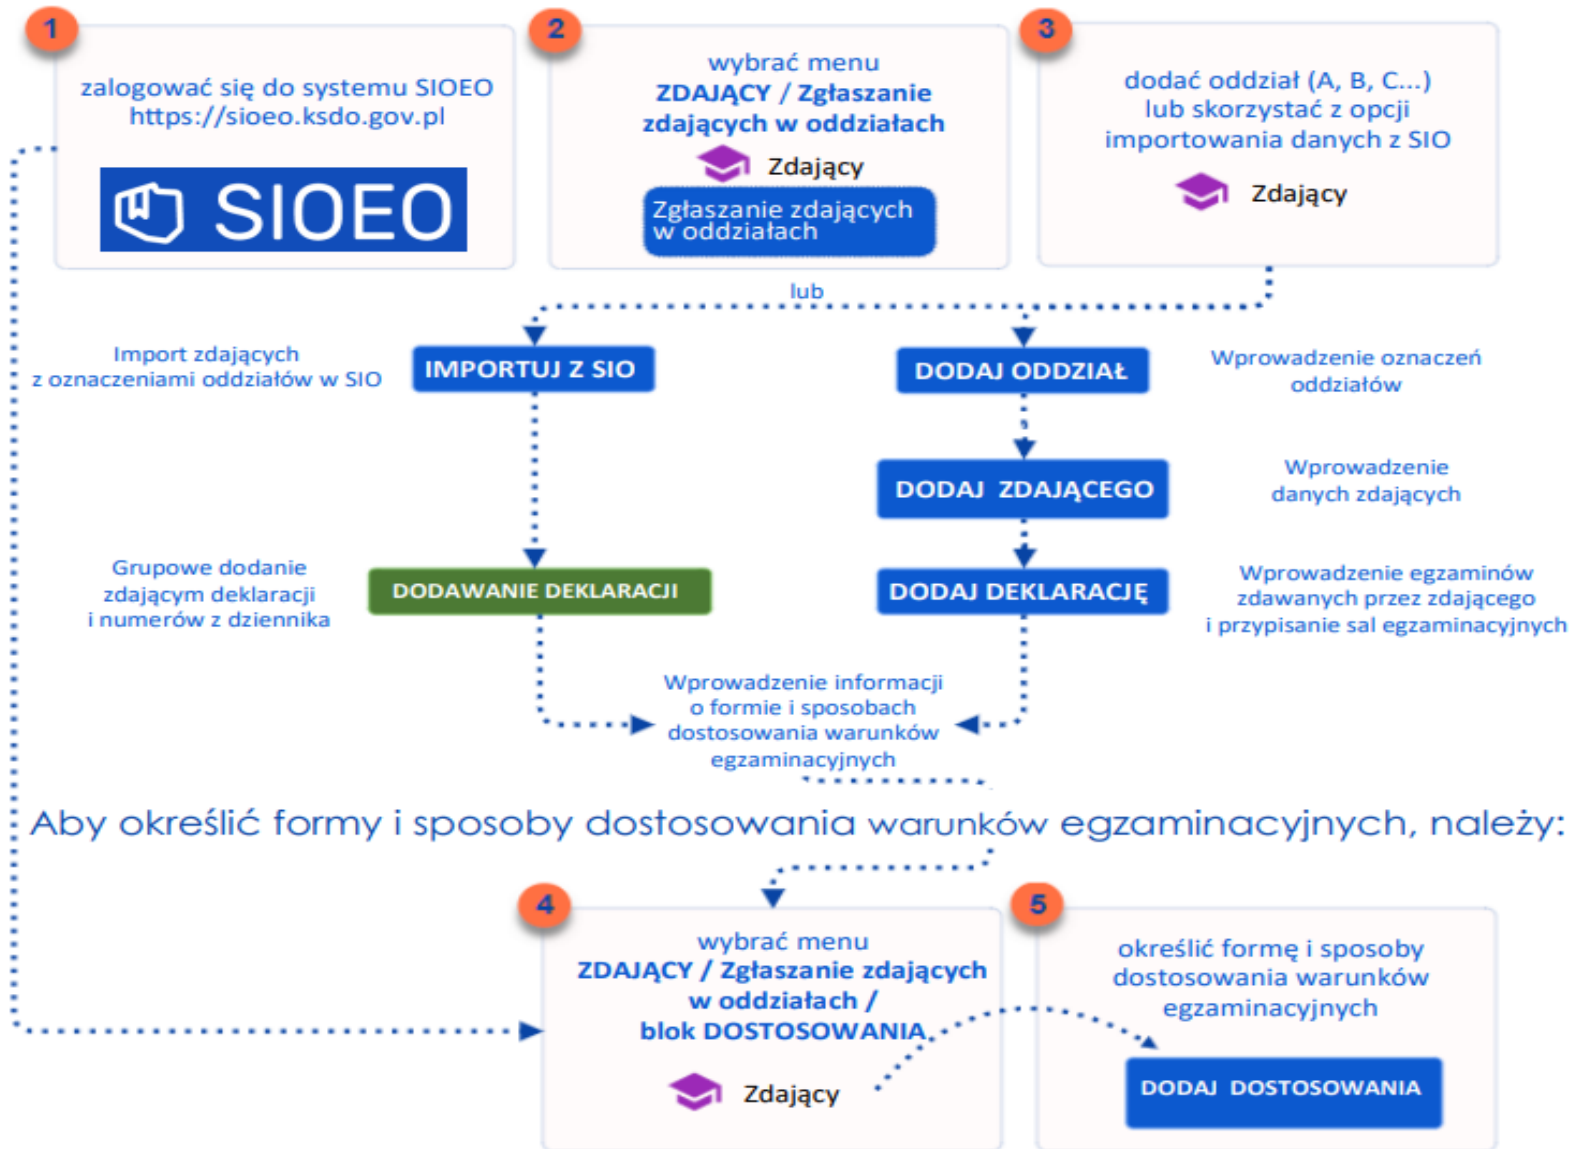 1
zalogować się do systemu SIOEO
https://sioeo.ksdo.gov.pl
SIOEO
2
wybrać menu
ZDAJĄCY / Zgłaszanie
zdających w oddziałach
Zdający
Zgłaszanie zdających
w oddziałach
3
dodać oddział (A, B, C...)
lub skorzystać z opcji
importowania danych z SIO
Zdający
lub
Import zdających
z oznaczeniami oddziałów w SIO
IMPORTUJ Z SIO
DODAJ ODDZIAŁ
Wprowadzenie oznaczeń
oddziałów
DODAJ ZDAJĄCEGO
Wprowadzenie
danych zdających
Grupowe dodanie
zdającym deklaracji
i numerów z dziennika
DODAWANIE DEKLARACJI
DODAJ DEKLARACJĘ
Wprowadzenie egzaminów
zdawanych przez zdającego
i przypisanie sal egzaminacyjnych
Wprowadzenie informacji
o formie i sposobach
dostosowania warunków
egzaminacyjnych
Aby określić formy i sposoby dostosowania warunków egzaminacyjnych, należy:
4
wybrać menu
ZDAJĄCY / Zgłaszanie zdających
w oddziałach /
blok DOSTOSOWANIA
Zdający
5
określić formę i sposoby
dostosowania warunków
egzaminacyjnych
DODAJ DOSTOSOWANIA